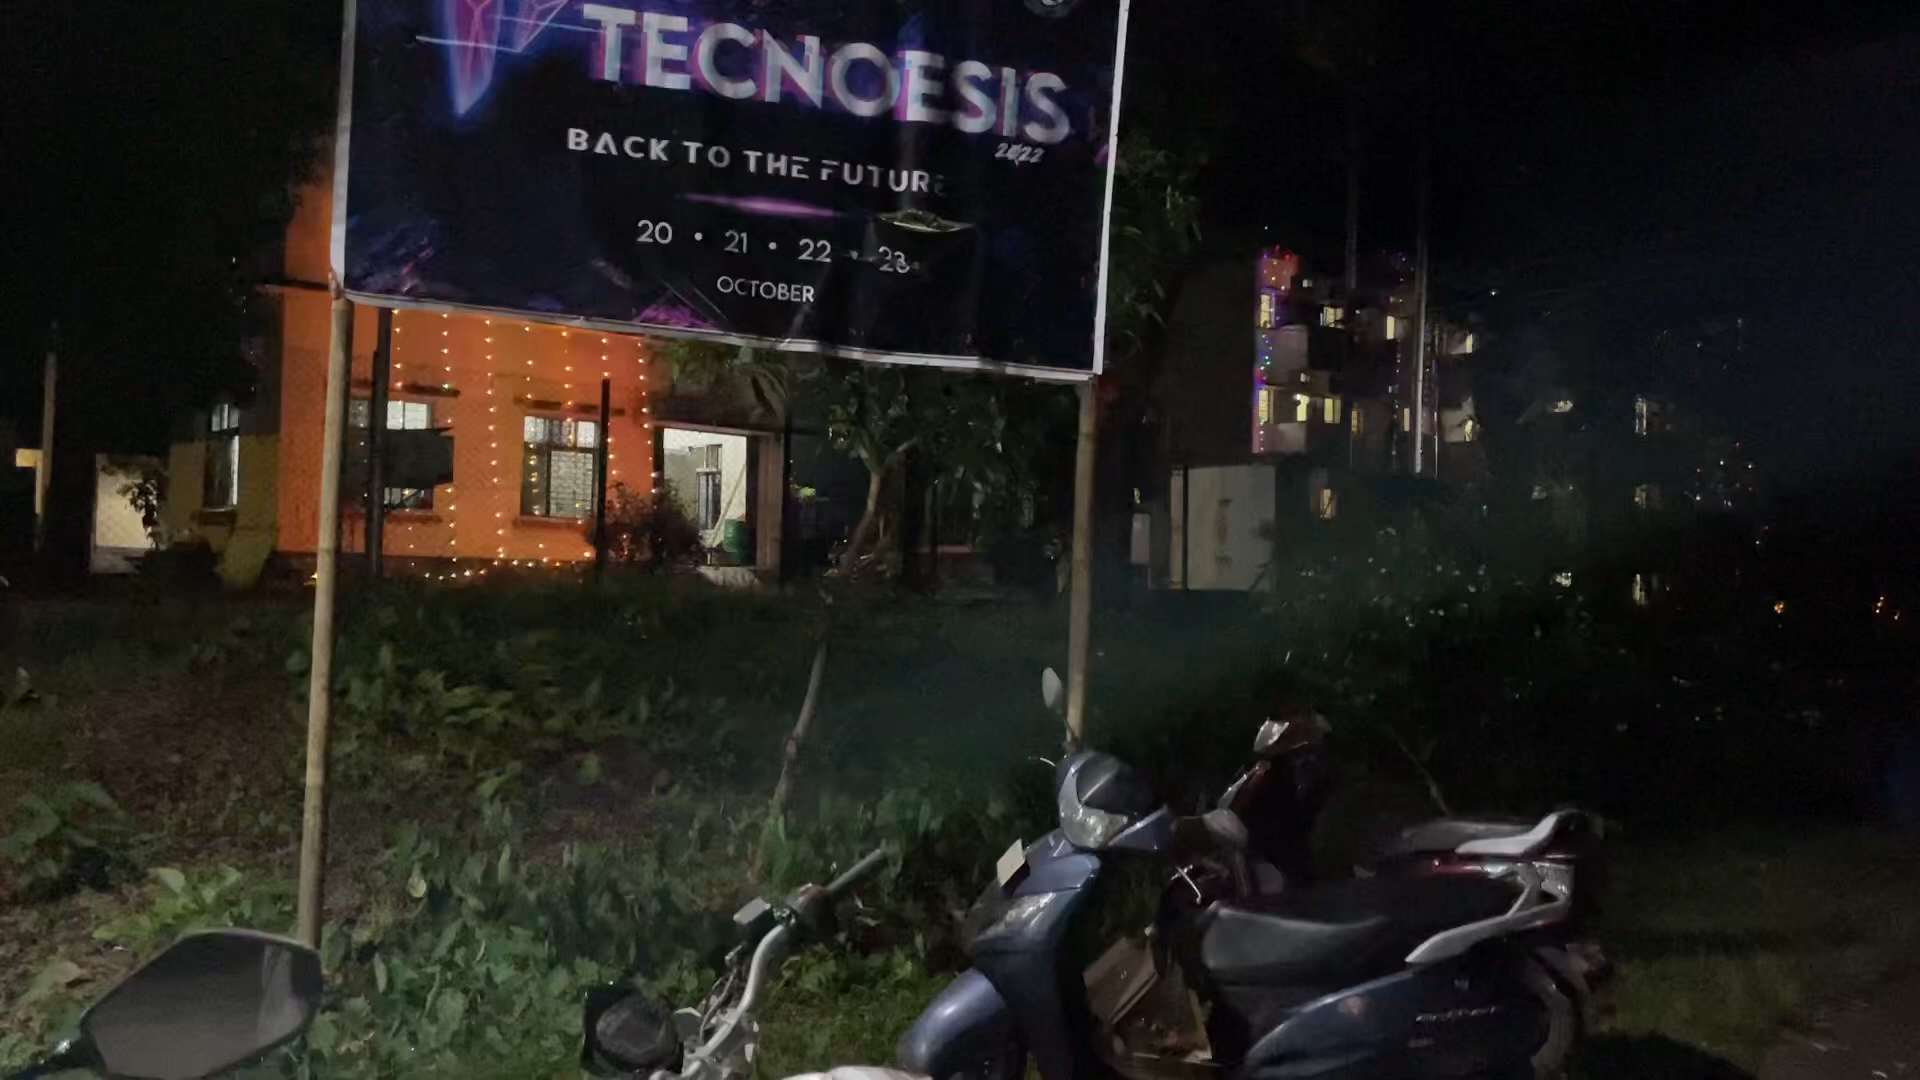 TECNOESIS
2022
BACK TO THE FUTURE
20 • 21 • 22 • 23
OCTOBER